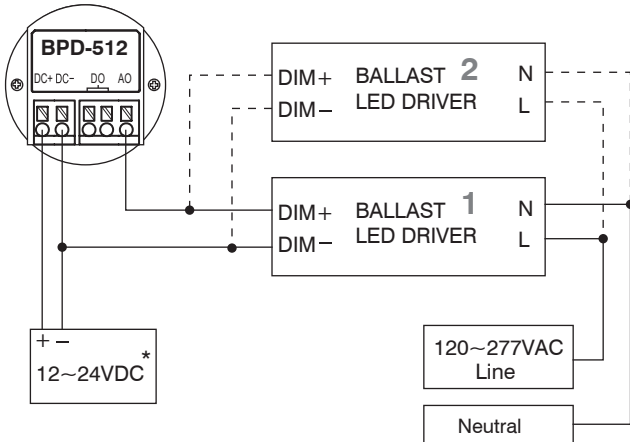 BPD-512
DC+ DC− DO AO
DIM+ BALLAST 2 N
DIM− LED DRIVER L
DIM+ BALLAST 1 N
DIM− LED DRIVER L
+ − *
12~24VDC
120~277VAC
Line
Neutral